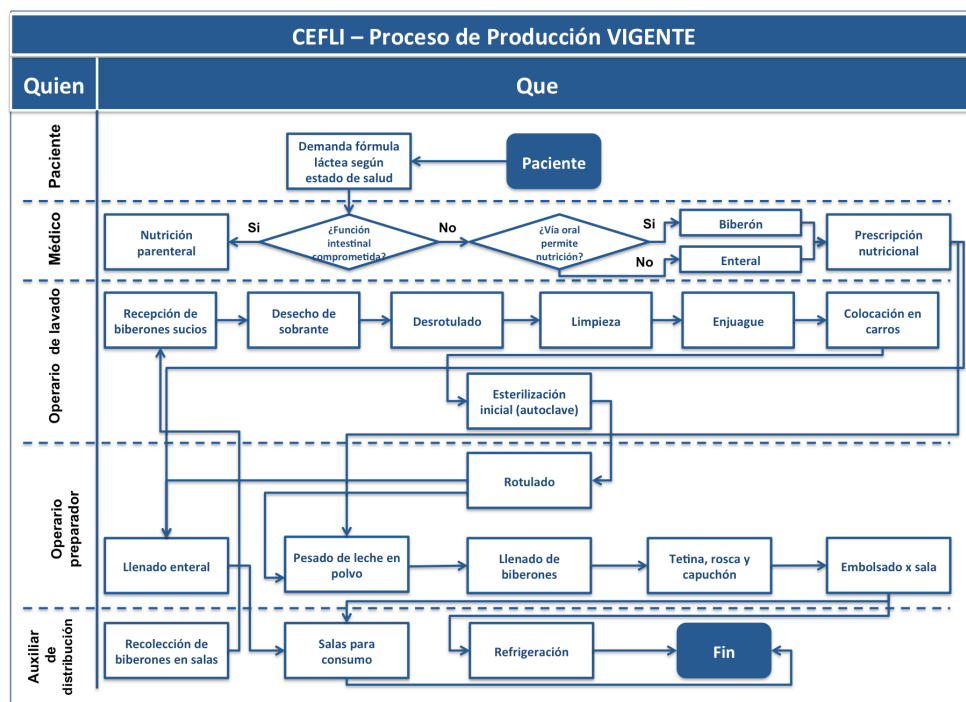 CEFLI – Proceso de Producción VIGENTE
Quien
Que
Paciente
Demanda fórmula
láctea según
estado de salud
Paciente
Médico
Nutrición
parenteral
Si
¿Función
intestinal
comprometida?
No
¿Vía oral
permite
nutrición?
Si
No
Biberón
Enteral
Prescripción
nutricional
Operario de lavado
Recepción de
biberones sucios
Desecho de
sobrante
Desrotulado
Limpieza
Enjuague
Colocación en
carros
Esterilización
inicial (autoclave)
Operario
preparador
Rotulado
Llenado enteral
Pesado de leche en
polvo
Llenado de
biberones
Tetina, rosca y
capuchón
Embolsado x sala
Auxiliar
de
distribución
Recolección de
biberones en salas
Salas para
consumo
Refrigeración
Fin